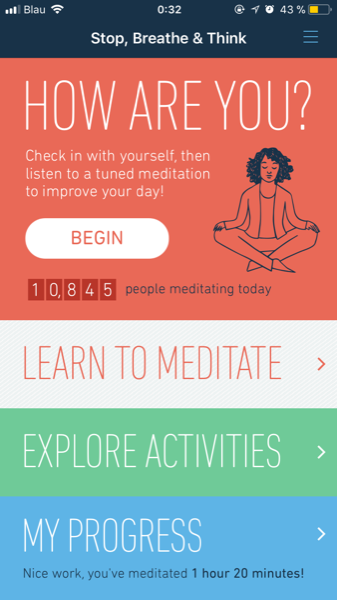 Blau 0:32 43 %
Stop, Breathe & Think
HOW ARE YOU?
Check in with yourself, then
listen to a tuned meditation
to improve your day!
BEGIN
10,845 people meditating today
LEARN TO MEDITATE
EXPLORE ACTIVITIES
MY PROGRESS
Nice work, you've meditated 1 hour 20 minutes!